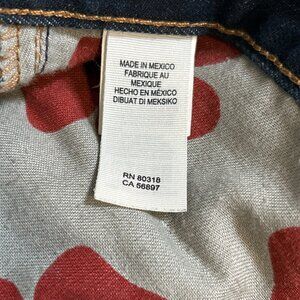 MADE IN MEXICO
FABRIQUE AU
MEXIQUE
HECHO EN MÉXICO
DIBUAT DI MEKSIKO
RN 80318
CA 56897